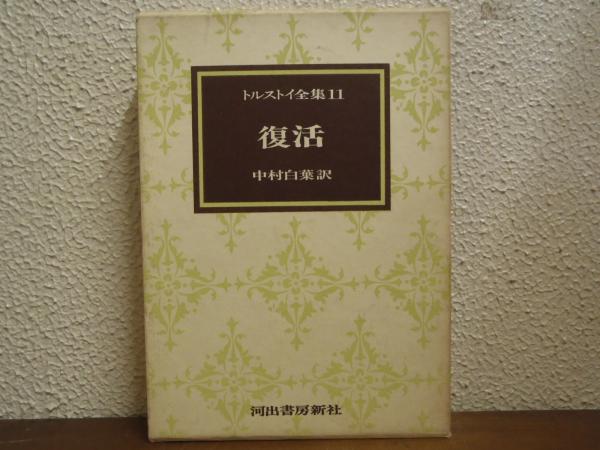 トルストイ全集11
復活
中村白葉訳
河出書房新社